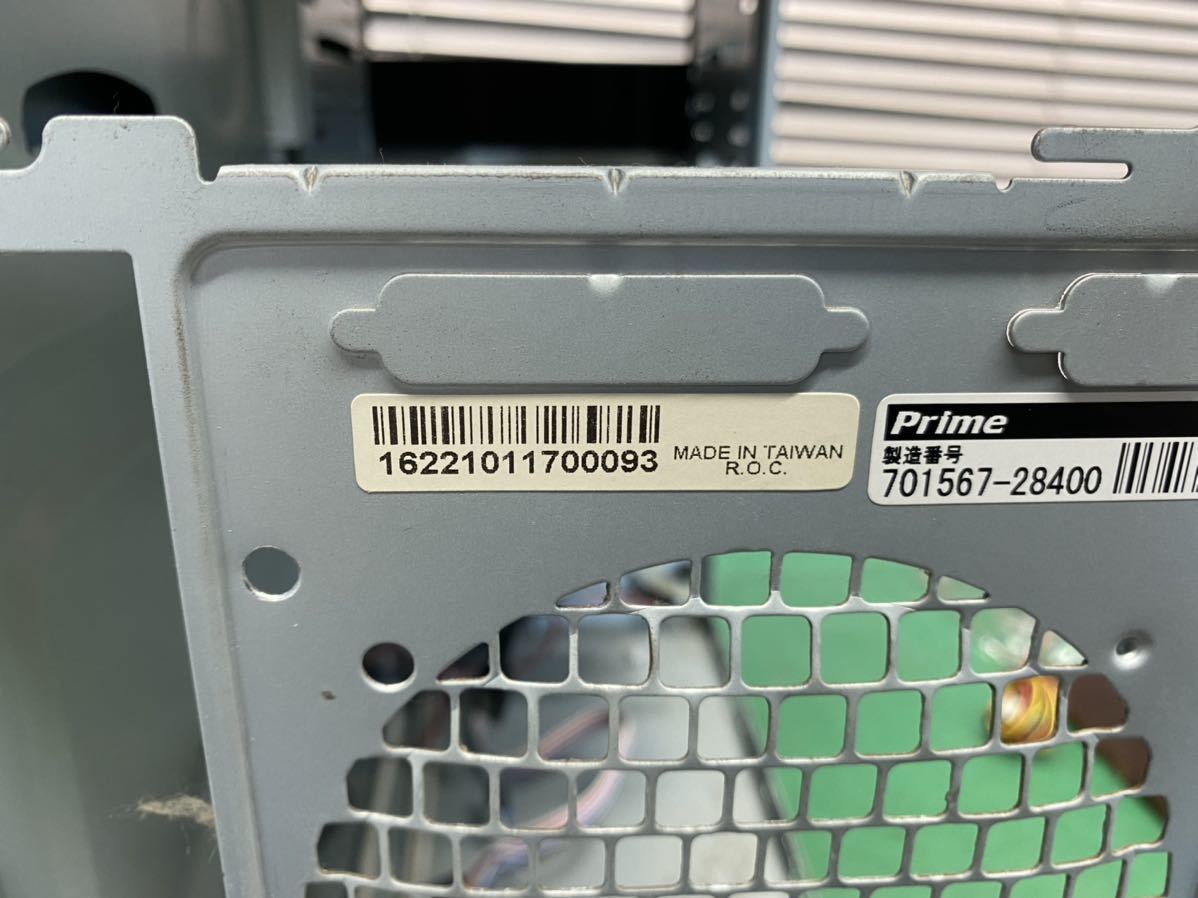 16221011700093
MADE IN TAIWAN
R.O.C.
Prime
製造番号
701567-28400